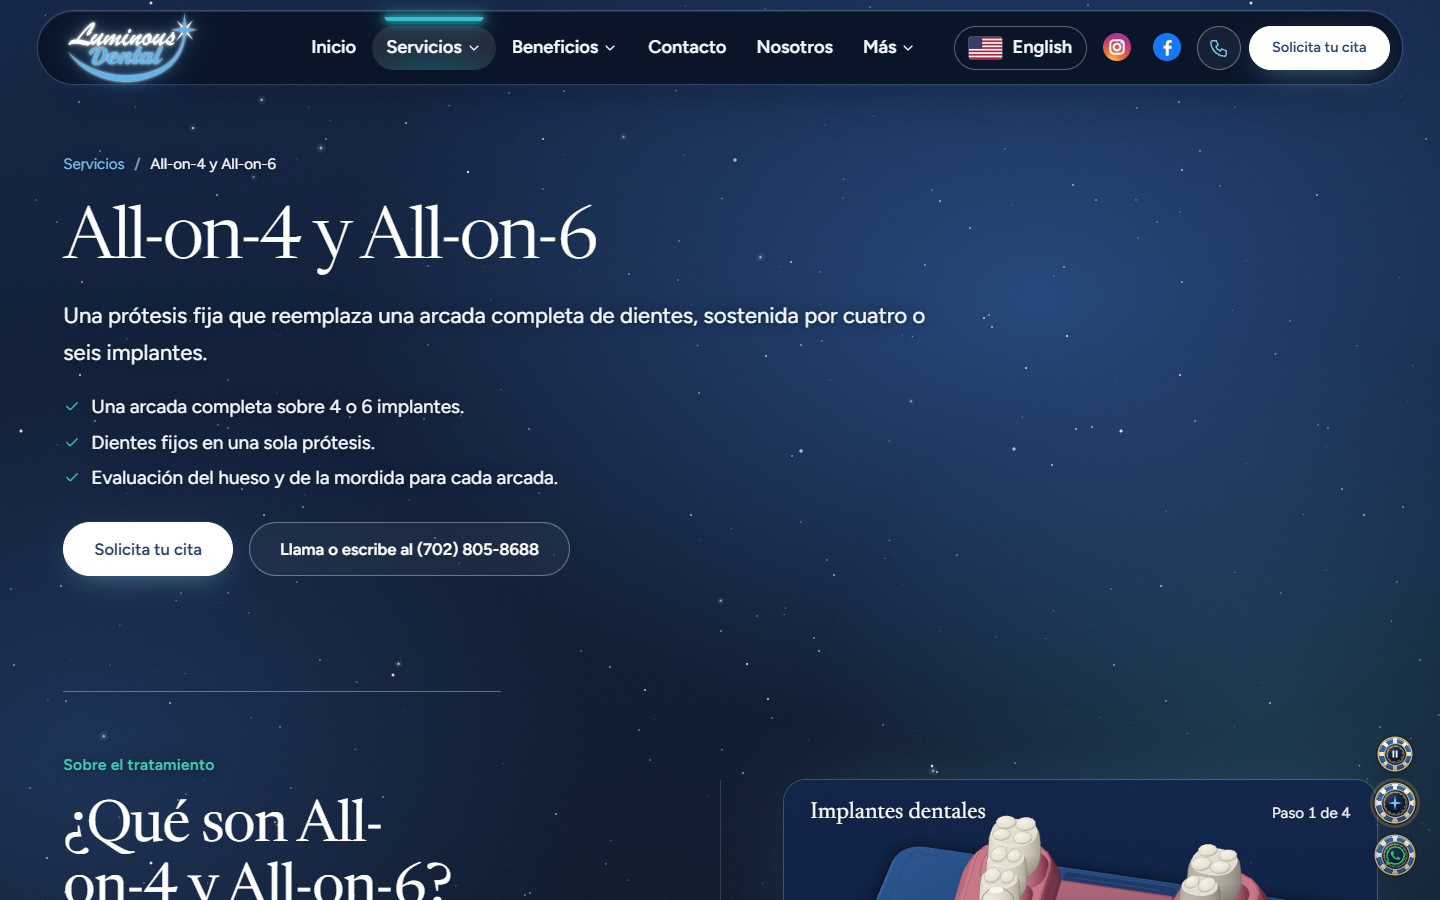 Luminous
Dental
Inicio
Servicios
Beneficios
Contacto
Nosotros
Más
English
Solicita tu cita
Servicios / All-on-4 y All-on-6
All-on-4 y All-on-6
Una prótesis fija que reemplaza una arcada completa de dientes, sostenida por cuatro o
seis implantes.
Una arcada completa sobre 4 o 6 implantes.
Dientes fijos en una sola prótesis.
Evaluación del hueso y de la mordida para cada arcada.
Solicita tu cita
Llama o escribe al (702) 805-8688
Sobre el tratamiento
¿Qué son All-
on-4 y All-on-6?
Implantes dentales
Paso 1 de 4